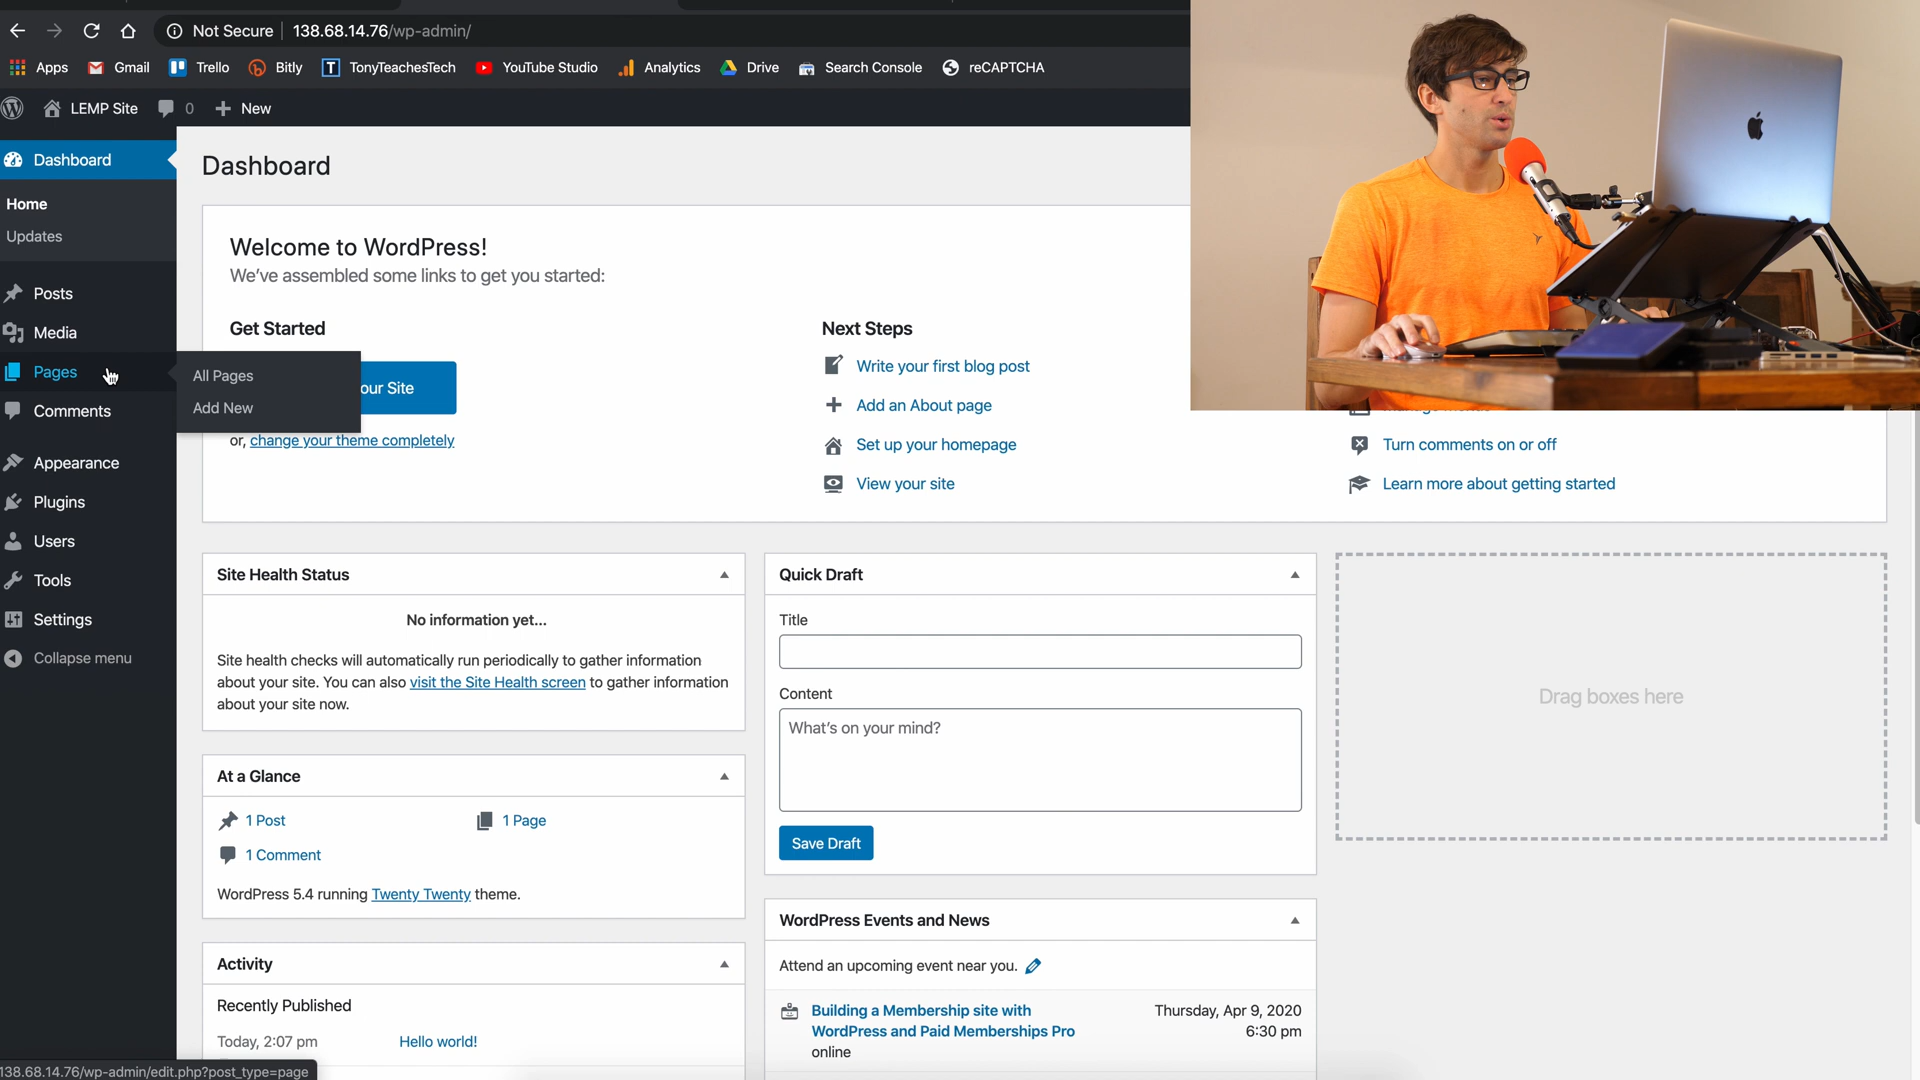 Not Secure 138.68.14.76/wp-admin/
Apps Gmail Trello Bitly TonyTeachesTech YouTube Studio Analytics Drive Search Console reCAPTCHA
LEMP Site 0 New
Dashboard
Home
Updates
Posts
Media
Pages
Comments
Appearance
Plugins
Users
Tools
Settings
Collapse menu
All Pages
Add New
Dashboard
Welcome to WordPress!
We've assembled some links to get you started:
Get Started
our Site
or, change your theme completely
Next Steps
Write your first blog post
Add an About page
Set up your homepage
View your site
Turn comments on or off
Learn more about getting started
Site Health Status
No information yet...
Site health checks will automatically run periodically to gather information
about your site. You can also visit the Site Health screen to gather information
about your site now.
At a Glance
1 Post
1 Page
1 Comment
WordPress 5.4 running Twenty Twenty theme.
Activity
Recently Published
Today, 2:07 pm Hello world!
Quick Draft
Title
Content
What's on your mind?
Save Draft
WordPress Events and News
Attend an upcoming event near you.
Building a Membership site with
WordPress and Paid Memberships Pro
online
Thursday, Apr 9, 2020
6:30 pm
Drag boxes here
138.68.14.76/wp-admin/edit.php?post_type=page